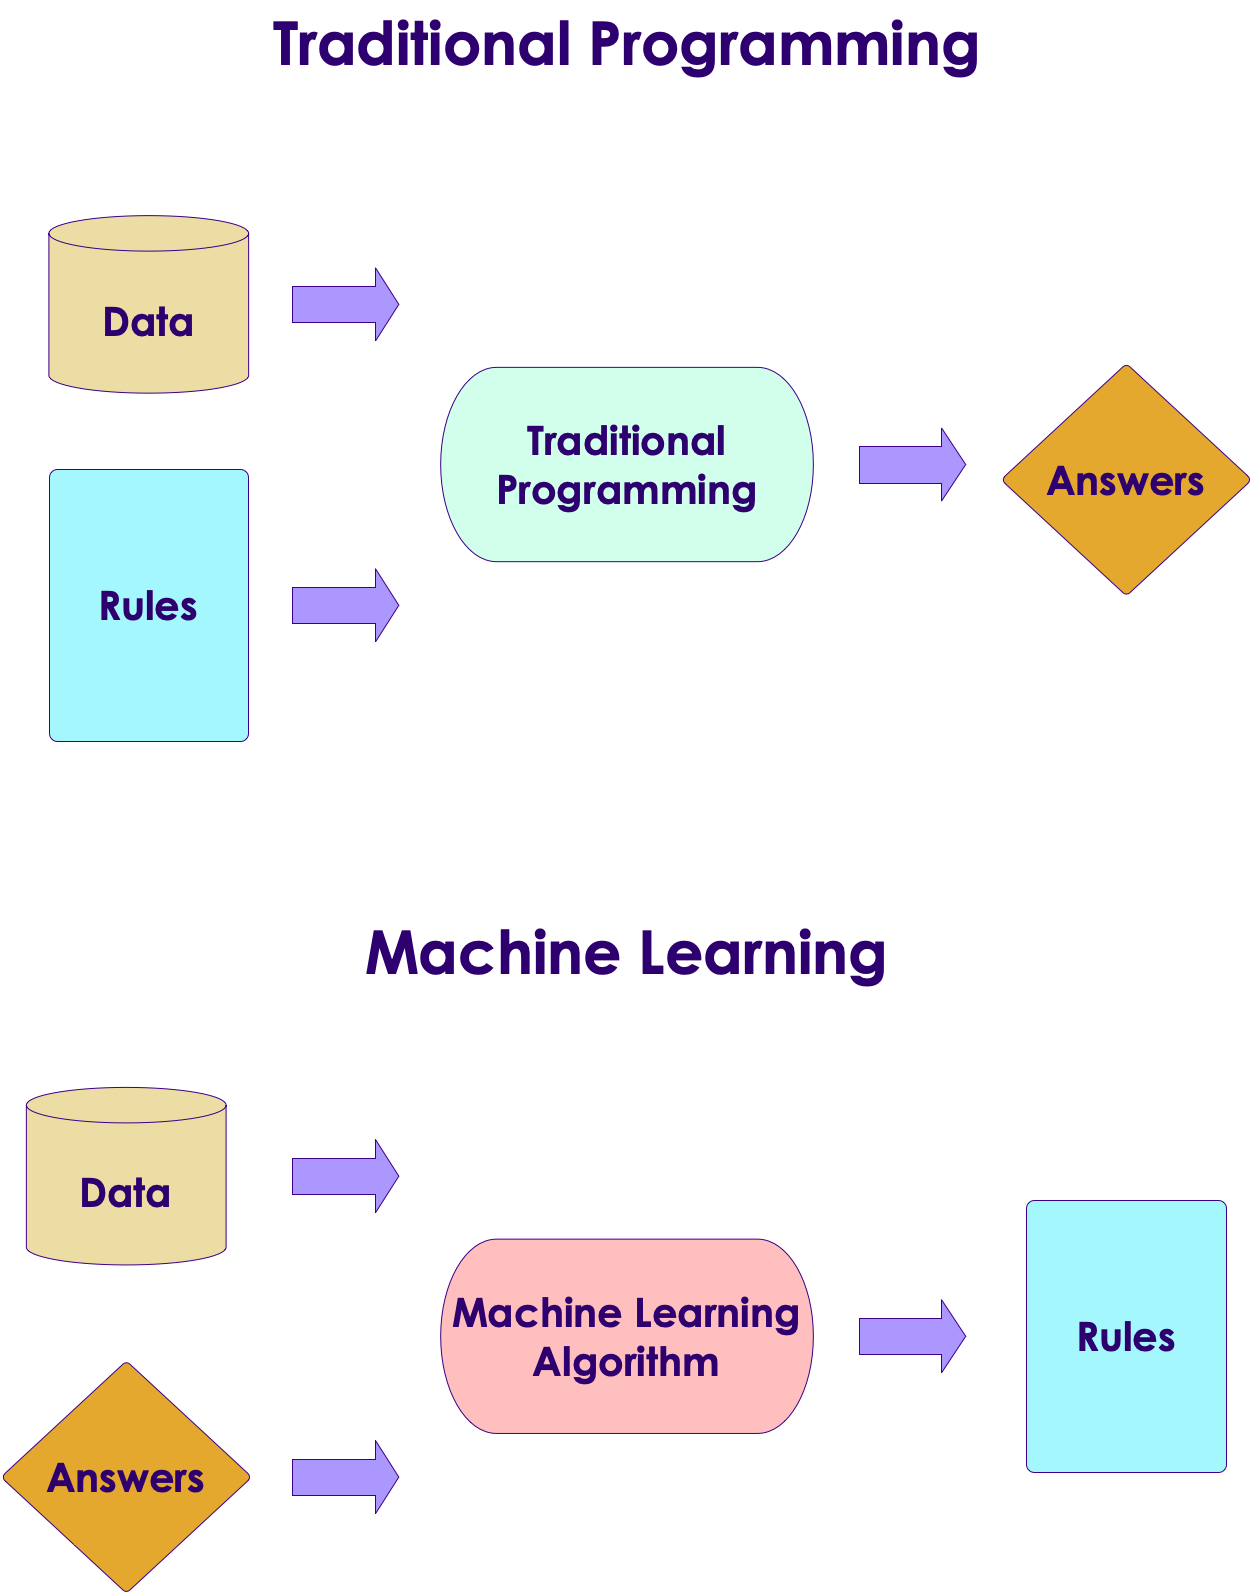 Traditional Programming
Data
Rules
Traditional
Programming
Answers
Machine Learning
Data
Answers
Machine Learning
Algorithm
Rules